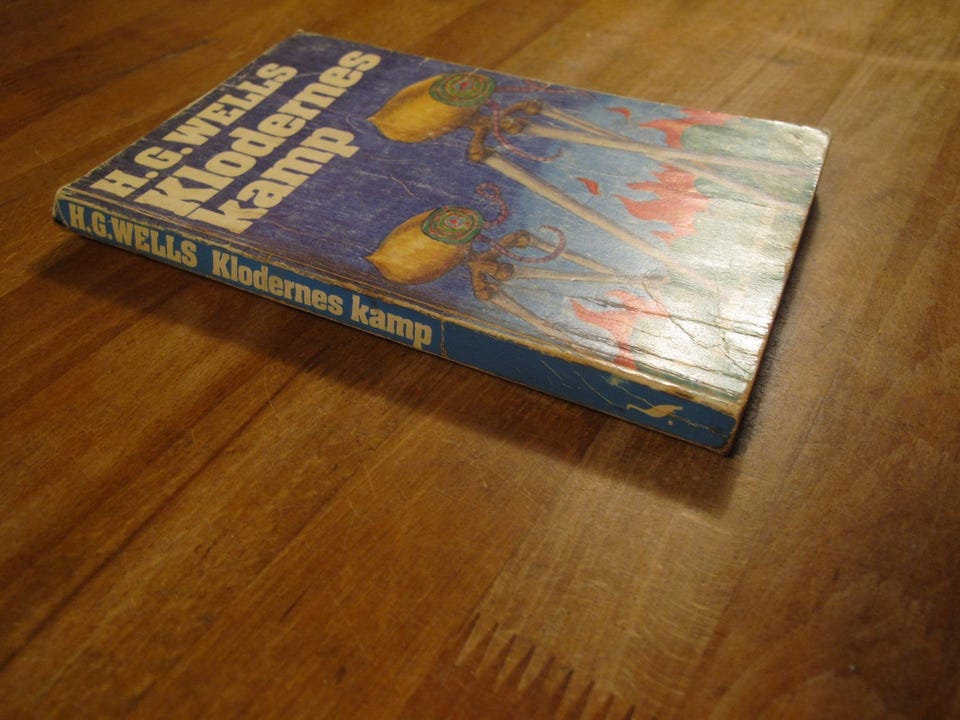 H.G.WELLS
Klodernes
kamp
H.G.WELLS Klodernes kamp